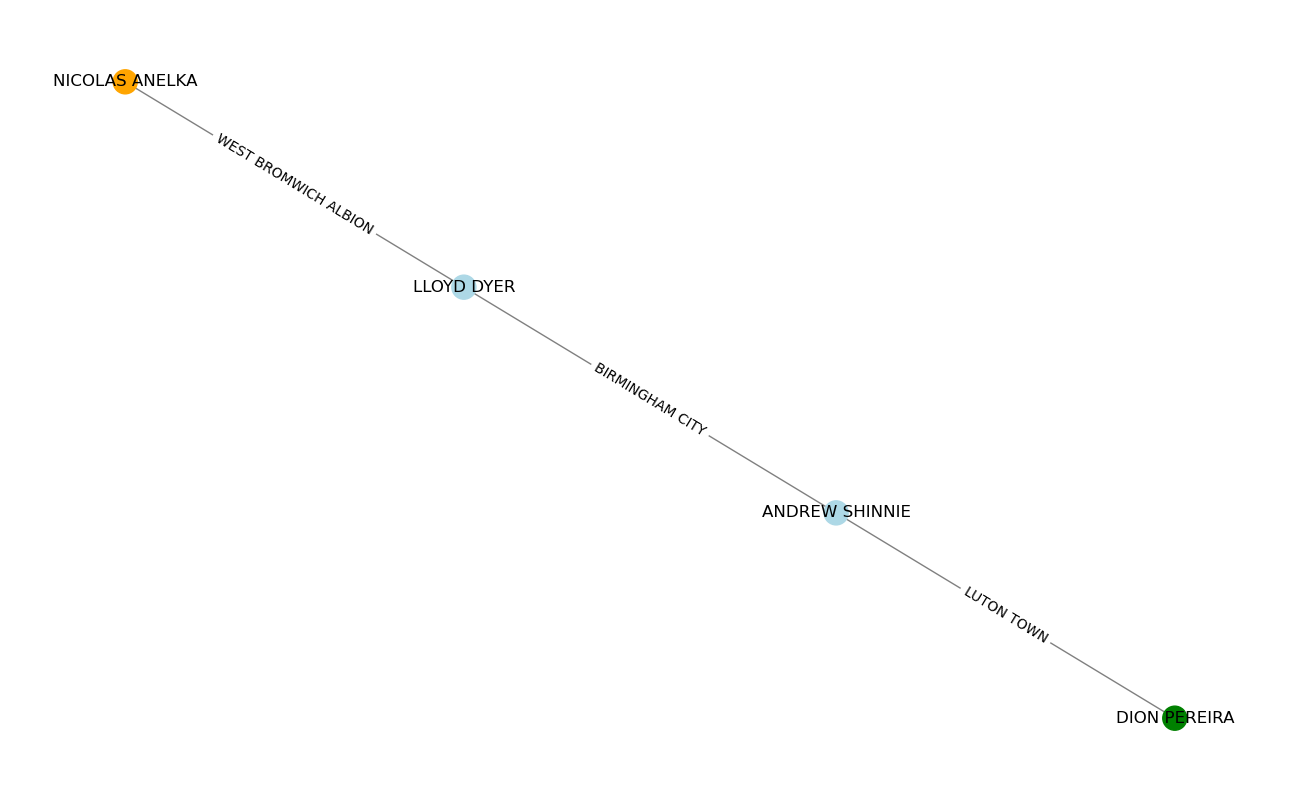 NICOLAS ANELKA
WEST BROMWICH ALBION
LLOYD DYER
BIRMINGHAM CITY
ANDREW SHINNIE
LUTON TOWN
DION PEREIRA